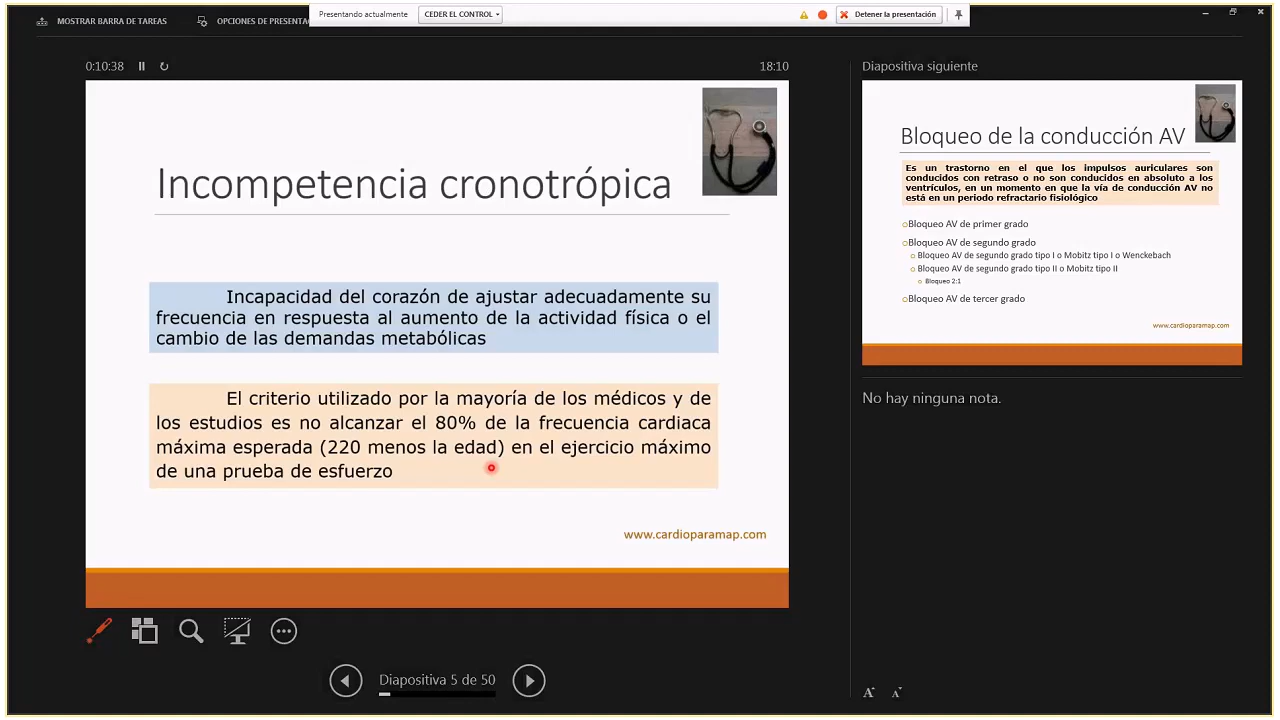 MOSTRAR BARRA DE TAREAS
OPCIONES DE PRESENTA
Presentando actualmente
CEDER EL CONTROL
Detener la presentación
0:10:38
18:10
Incompetencia cronotrópica
Incapacidad del corazón de ajustar adecuadamente su
frecuencia en respuesta al aumento de la actividad física o el
cambio de las demandas metabólicas
El criterio utilizado por la mayoría de los médicos y de
los estudios es no alcanzar el 80% de la frecuencia cardiaca
máxima esperada (220 menos la edad) en el ejercicio máximo
de una prueba de esfuerzo
www.cardioparamap.com
Diapositiva 5 de 50
Diapositiva siguiente
Bloqueo de la conducción AV
Es un trastorno en el que los impulsos auriculares son
conducidos con retraso o no son conducidos en absoluto a los
ventrículos, en un momento en que la vía de conducción AV no
está en un periodo refractario fisiológico
Bloqueo AV de primer grado
Bloqueo AV de segundo grado
Bloqueo AV de segundo grado tipo I o Mobitz tipo I o Wenckebach
Bloqueo AV de segundo grado tipo II o Mobitz tipo II
Bloqueo 2:1
Bloqueo AV de tercer grado
www.cardioparamap.com
No hay ninguna nota.
A A